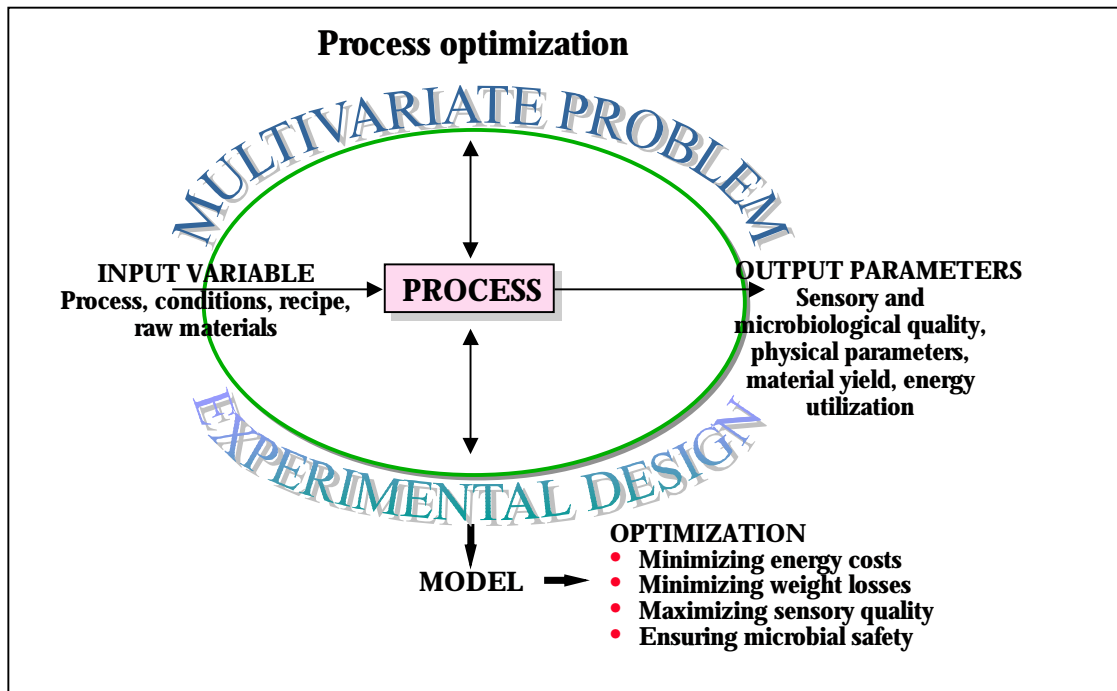 Process optimization
MULTIVARIATE PROBLEM
INPUT VARIABLE
Process, conditions, recipe,
raw materials
PROCESS
OUTPUT PARAMETERS
Sensory and
microbiological quality,
physical parameters,
material yield, energy
utilization
EXPERIMENTAL DESIGN
MODEL
OPTIMIZATION
• Minimizing energy costs
• Minimizing weight losses
• Maximizing sensory quality
• Ensuring microbial safety